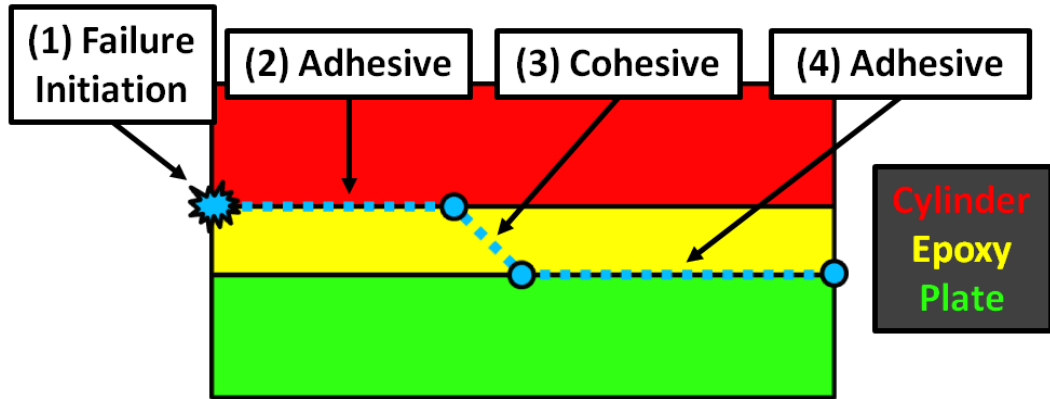 (1) Failure
Initiation
(2) Adhesive
(3) Cohesive
(4) Adhesive
Cylinder
Epoxy
Plate